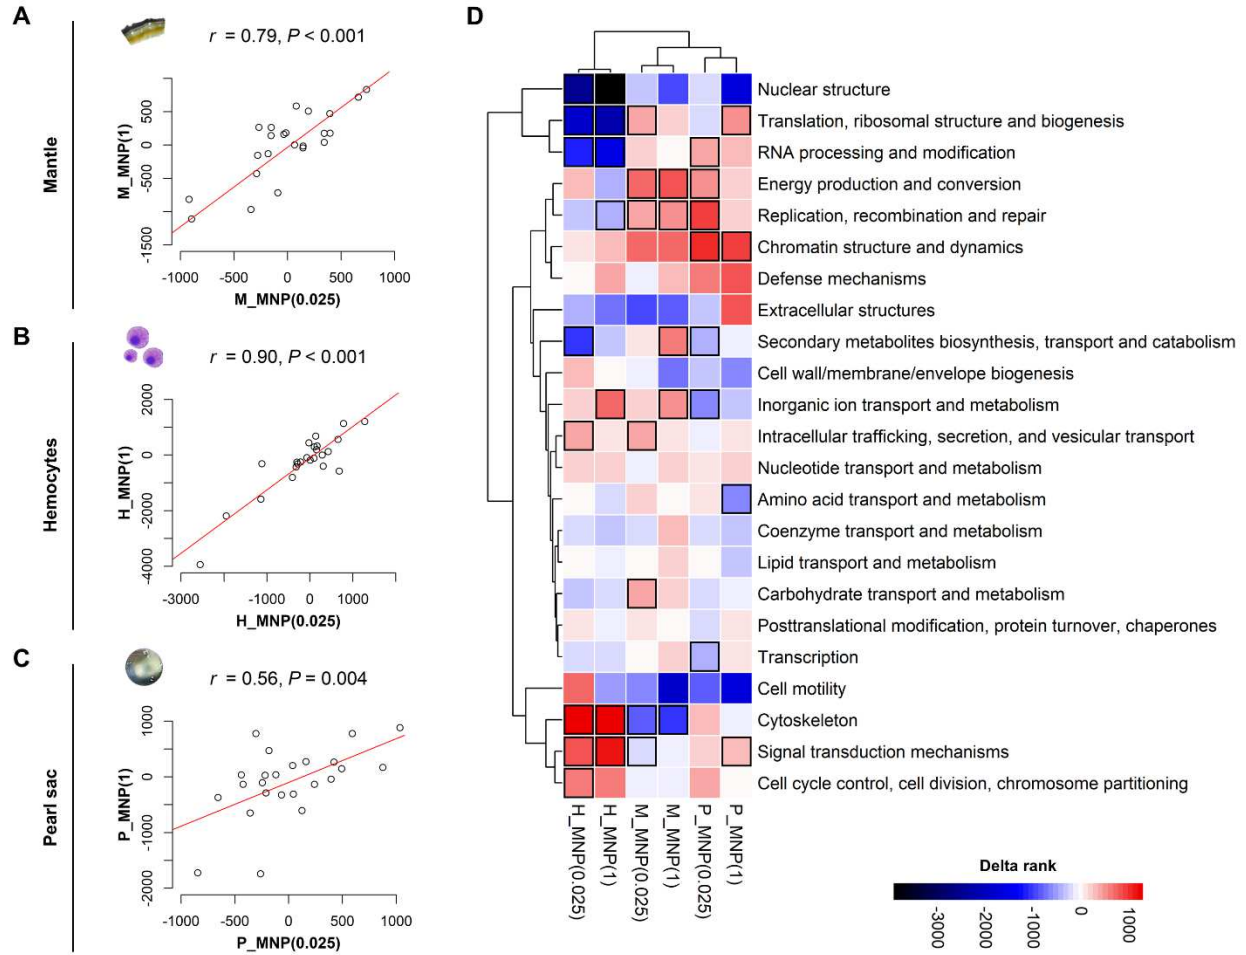 A
Mantle
r = 0.79, P < 0.001
M_MNP(1)
500
0
-500
-1500
-1000
-500
0
500
1000
M_MNP(0.025)
B
Hemocytes
r = 0.90, P < 0.001
H_MNP(1)
2000
0
-2000
-4000
-3000
-1000
0
1000
H_MNP(0.025)
C
Pearl sac
r = 0.56, P = 0.004
P_MNP(1)
1000
0
-1000
-2000
-1000
-500
0
500
1000
P_MNP(0.025)
D
Nuclear structure
Translation, ribosomal structure and biogenesis
RNA processing and modification
Energy production and conversion
Replication, recombination and repair
Chromatin structure and dynamics
Defense mechanisms
Extracellular structures
Secondary metabolites biosynthesis, transport and catabolism
Cell wall/membrane/envelope biogenesis
Inorganic ion transport and metabolism
Intracellular trafficking, secretion, and vesicular transport
Nucleotide transport and metabolism
Amino acid transport and metabolism
Coenzyme transport and metabolism
Lipid transport and metabolism
Carbohydrate transport and metabolism
Posttranslational modification, protein turnover, chaperones
Transcription
Cell motility
Cytoskeleton
Signal transduction mechanisms
Cell cycle control, cell division, chromosome partitioning
H_MNP(0.025)
H_MNP(1)
M_MNP(0.025)
M_MNP(1)
P_MNP(0.025)
P_MNP(1)
Delta rank
-3000
-2000
-1000
0
1000